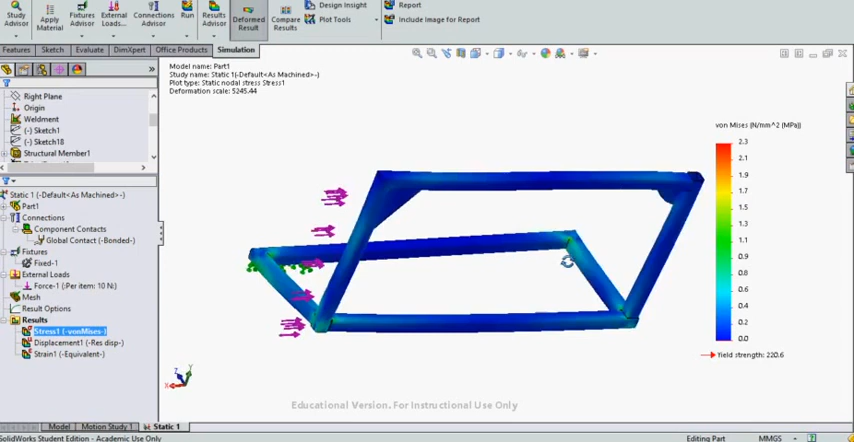 Study Advisor
Apply Material
Fixtures Advisor
External Loads...
Connections Advisor
Run
Results Advisor
Deformed Result
Compare Results
Design Insight
Plot Tools
Report
Include Image for Report
Features
Sketch
Evaluate
DimXpert
Office Products
Simulation
Right Plane
Origin
Weldment
(-) Sketch1
(-) Sketch18
Structural Member1
Static 1 (-Default<As Machined>-)
Part1
Connections
Component Contacts
Global Contact (-Bonded-)
Fixtures
Fixed-1
External Loads
Force-1 (:Per item: 10 N:)
Mesh
Result Options
Results
Stress1 (-vonMises-)
Displacement1 (-Res disp-)
Strain1 (-Equivalent-)
Model name: Part1
Study name: Static 1(-Default<As Machined>-)
Plot type: Static nodal stress Stress1
Deformation scale: 5245.44
von Mises (N/mm^2 (MPa))
2.3
2.1
1.9
1.7
1.5
1.3
1.1
0.9
0.8
0.6
0.4
0.2
0.0
Yield strength: 220.6
X
Y
Z
Educational Version. For Instructional Use Only
Model
Motion Study 1
Static 1
SolidWorks Student Edition - Academic Use Only
Editing Part
MMGS